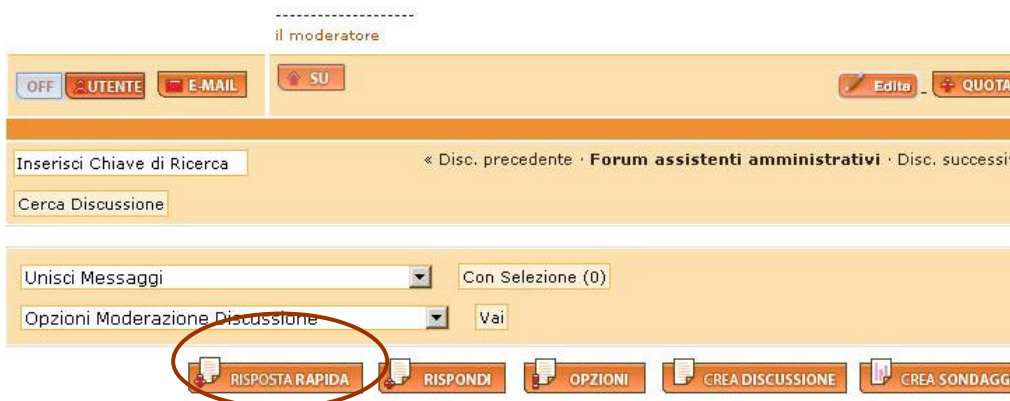 -------------------
il moderatore
OFF UTENTE E-MAIL SU Edita - QUOTA
Inserisci Chiave di Ricerca « Disc. precedente · Forum assistenti amministrativi · Disc. successi
Cerca Discussione
Unisci Messaggi Con Selezione (0)
Opzioni Moderazione Discussione Vai
RISPOSTA RAPIDA RISPONDI OPZIONI CREA DISCUSSIONE CREA SONDAGG